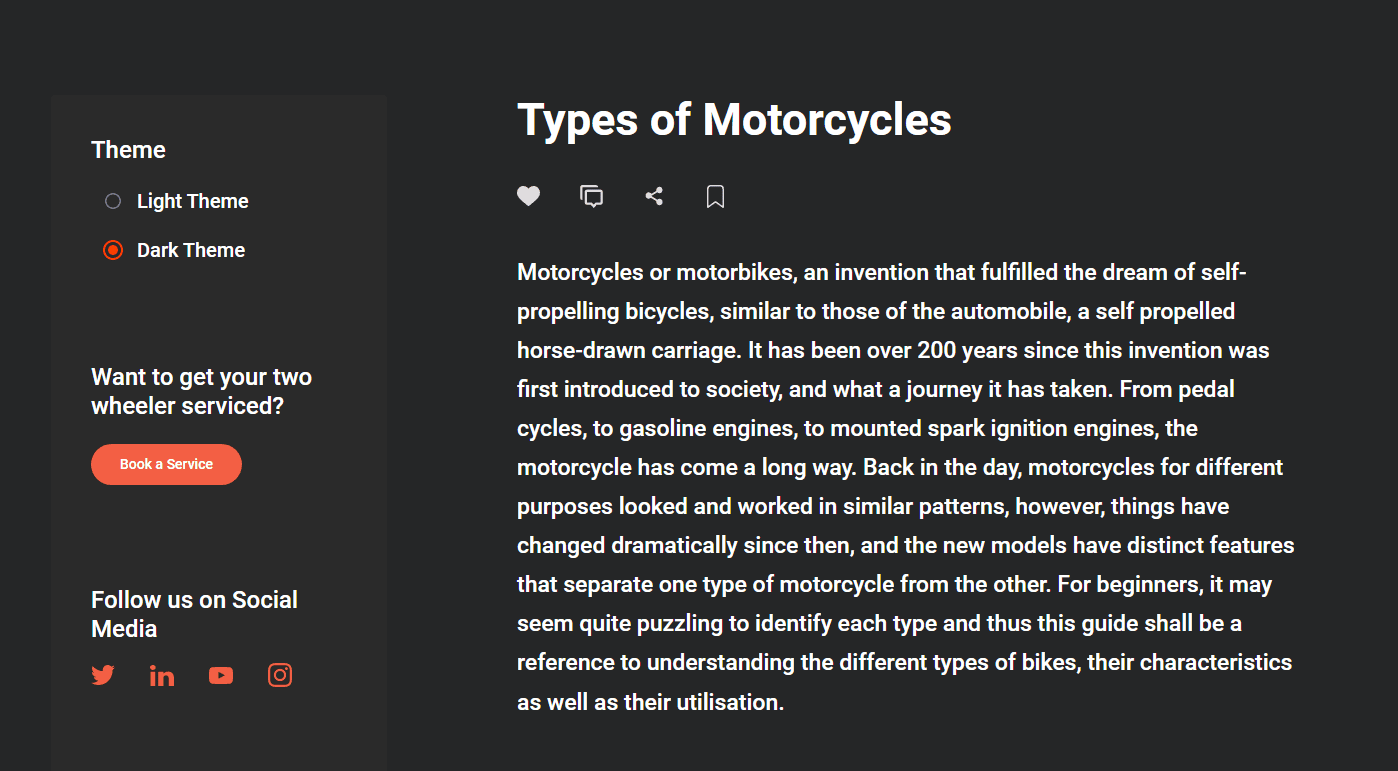 Theme
Light Theme
Dark Theme
Want to get your two
wheeler serviced?
Book a Service
Follow us on Social
Media
Types of Motorcycles
Motorcycles or motorbikes, an invention that fulfilled the dream of self-
propelling bicycles, similar to those of the automobile, a self propelled
horse-drawn carriage. It has been over 200 years since this invention was
first introduced to society, and what a journey it has taken. From pedal
cycles, to gasoline engines, to mounted spark ignition engines, the
motorcycle has come a long way. Back in the day, motorcycles for different
purposes looked and worked in similar patterns, however, things have
changed dramatically since then, and the new models have distinct features
that separate one type of motorcycle from the other. For beginners, it may
seem quite puzzling to identify each type and thus this guide shall be a
reference to understanding the different types of bikes, their characteristics
as well as their utilisation.